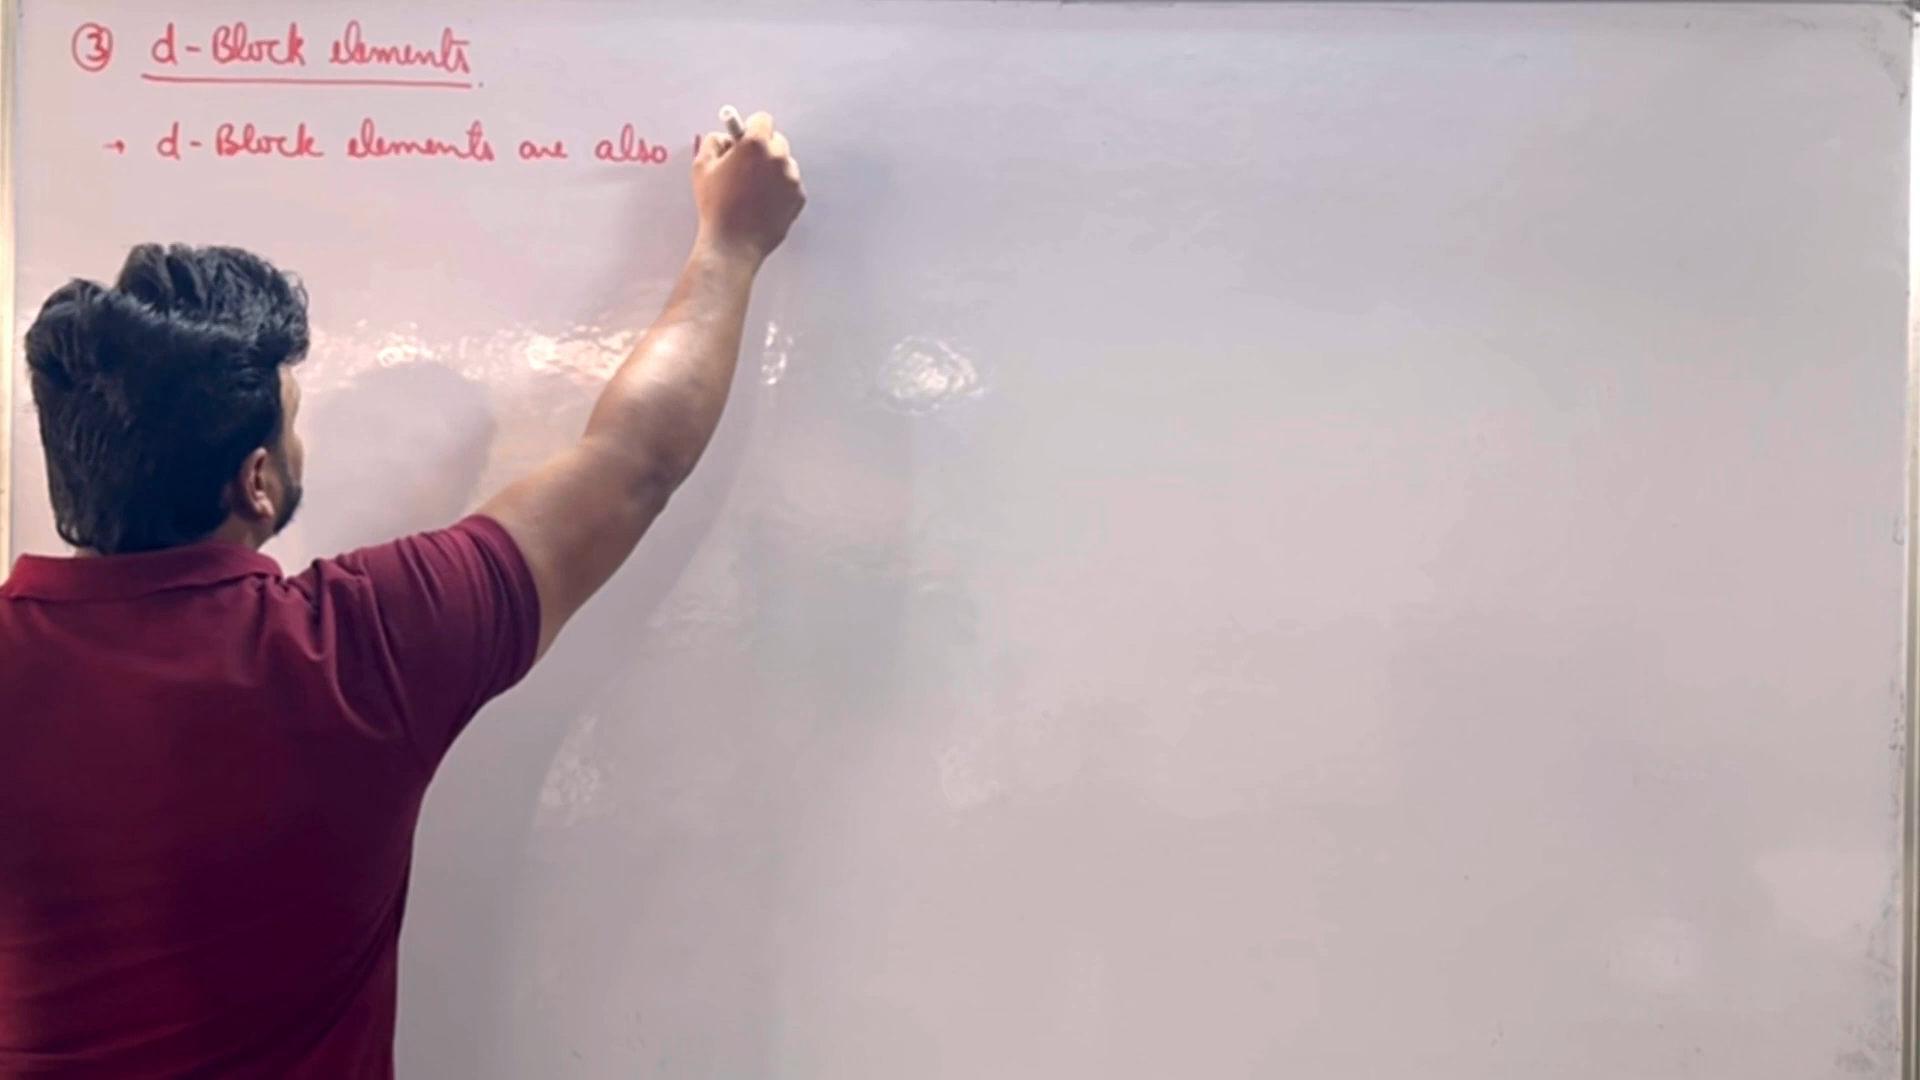 ③ d-Block elements.
→ d-Block elements are also